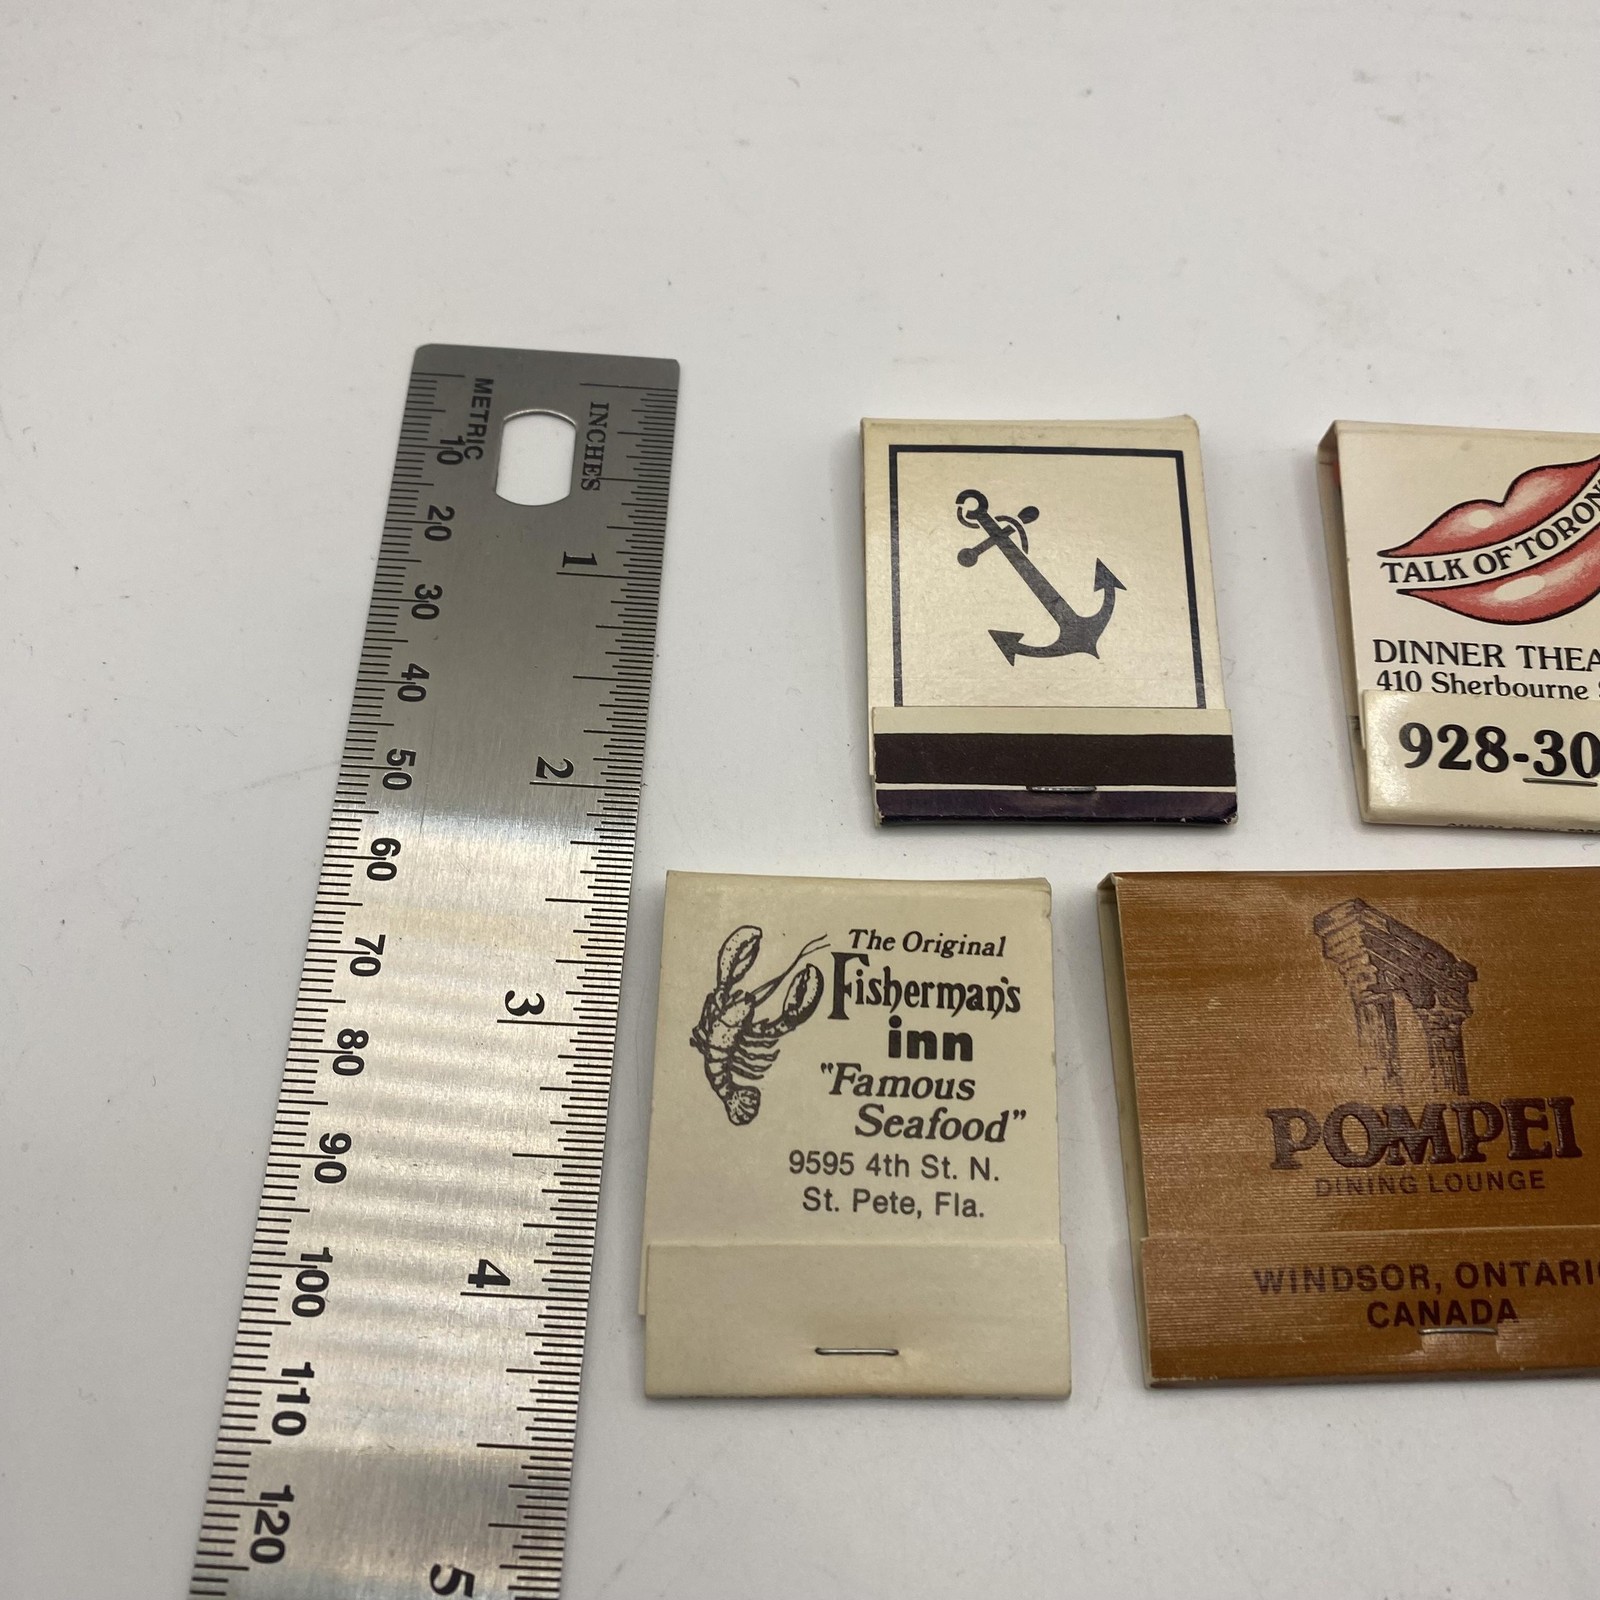 METRIC
INCHES
10
20
30
40
50
60
70
80
90
100
110
120
1
2
3
4
5
TALK OF TORON
DINNER THEA
410 Sherbourne
928-30
The Original
Fisherman's
inn
"Famous
Seafood"
9595 4th St. N.
St. Pete, Fla.
POMPEI
DINING LOUNGE
WINDSOR, ONTARI
CANADA